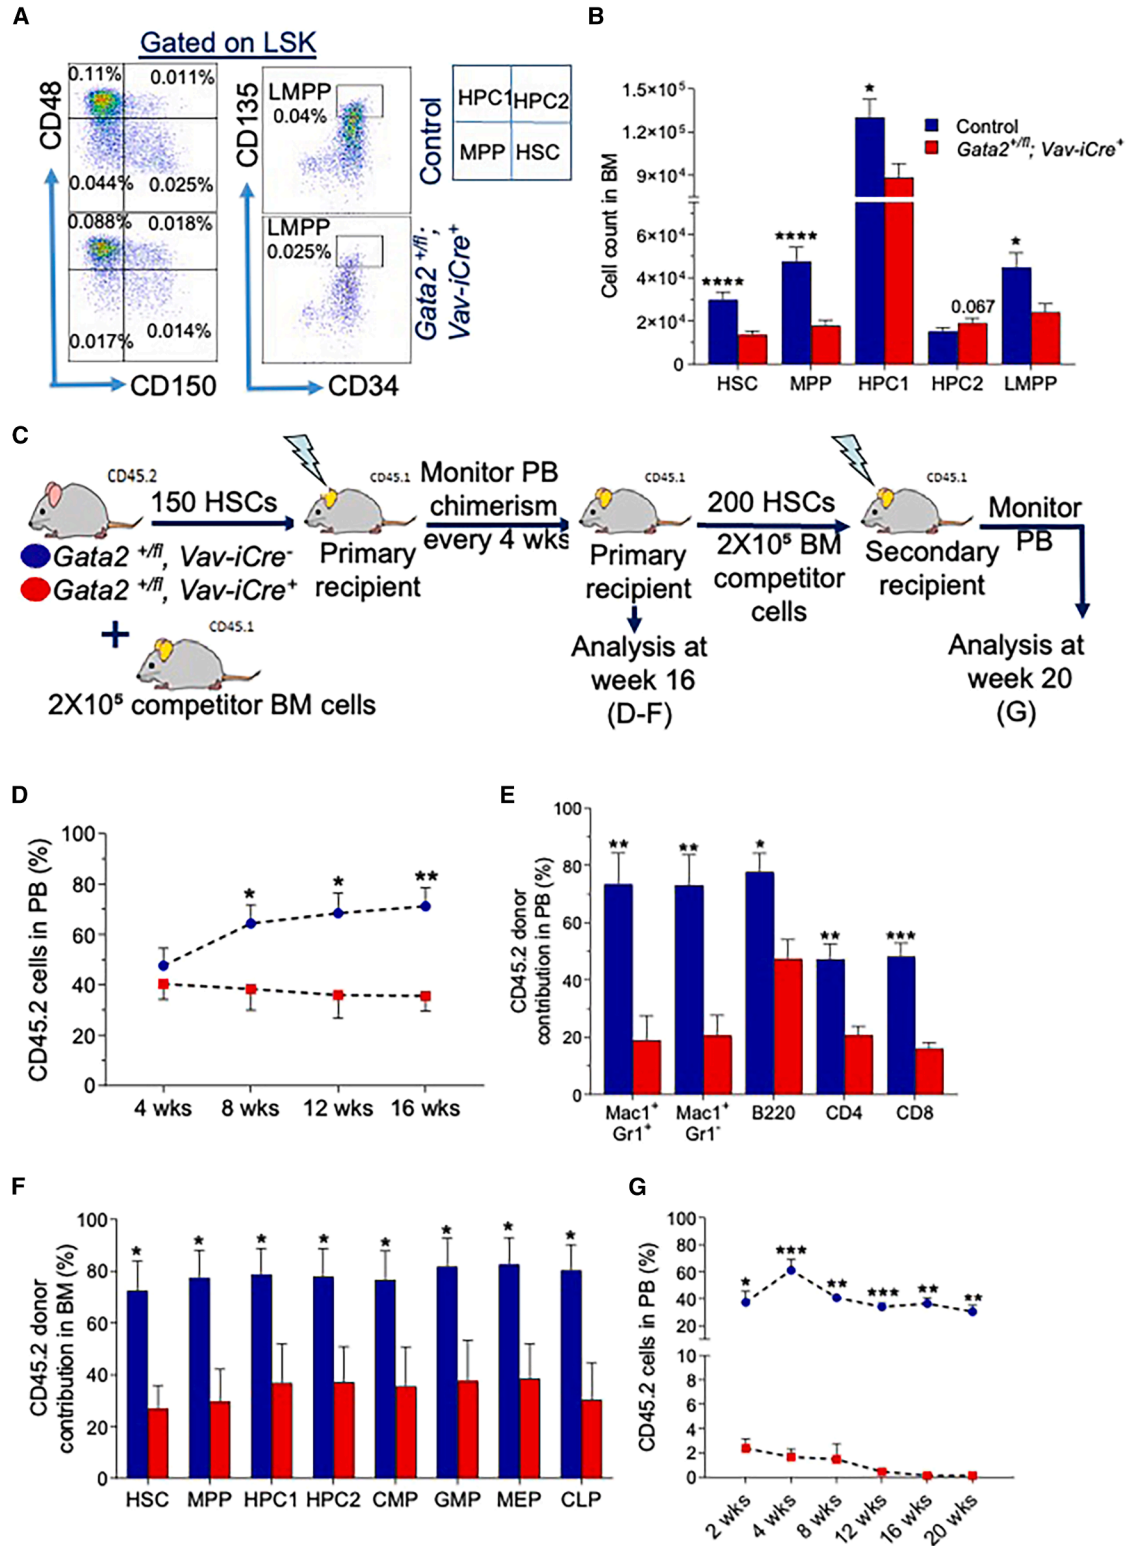 A
Gated on LSK
CD48
0.11%
0.011%
0.044%
0.025%
0.088%
0.018%
0.017%
0.014%
CD150
CD135
LMPP
0.04%
LMPP
0.025%
CD34
Control
Gata2 +/fl;
Vav-iCre+
HPC1
HPC2
MPP
HSC
B
Cell count in BM
1.5×10⁵
1.2×10⁵
9×10⁴
6×10⁴
4×10⁴
2×10⁴
0
****
****
*
0.067
*
HSC
MPP
HPC1
HPC2
LMPP
Control
Gata2+/fl; Vav-iCre+
C
CD45.2
150 HSCs
CD45.1
Monitor PB
chimerism
every 4 wks
CD45.1
200 HSCs
2X10⁵ BM
competitor
cells
CD45.1
Monitor
PB
Gata2 +/fl, Vav-iCre-
Gata2 +/fl, Vav-iCre+
Primary
recipient
Primary
recipient
Secondary
recipient
+
CD45.1
2X10⁵ competitor BM cells
Analysis at
week 16
(D-F)
Analysis at
week 20
(G)
D
CD45.2 cells in PB (%)
100
80
60
40
20
0
*
*
**
4 wks
8 wks
12 wks
16 wks
E
CD45.2 donor
contribution in PB (%)
100
80
60
40
20
0
**
**
*
**
***
Mac1+
Gr1+
Mac1+
Gr1-
B220
CD4
CD8
F
CD45.2 donor
contribution in BM (%)
100
80
60
40
20
0
*
*
*
*
*
*
*
*
HSC
MPP
HPC1
HPC2
CMP
GMP
MEP
CLP
G
CD45.2 cells in PB (%)
100
80
60
40
20
10
8
6
4
2
0
*
***
**
***
**
**
2 wks
4 wks
8 wks
12 wks
16 wks
20 wks